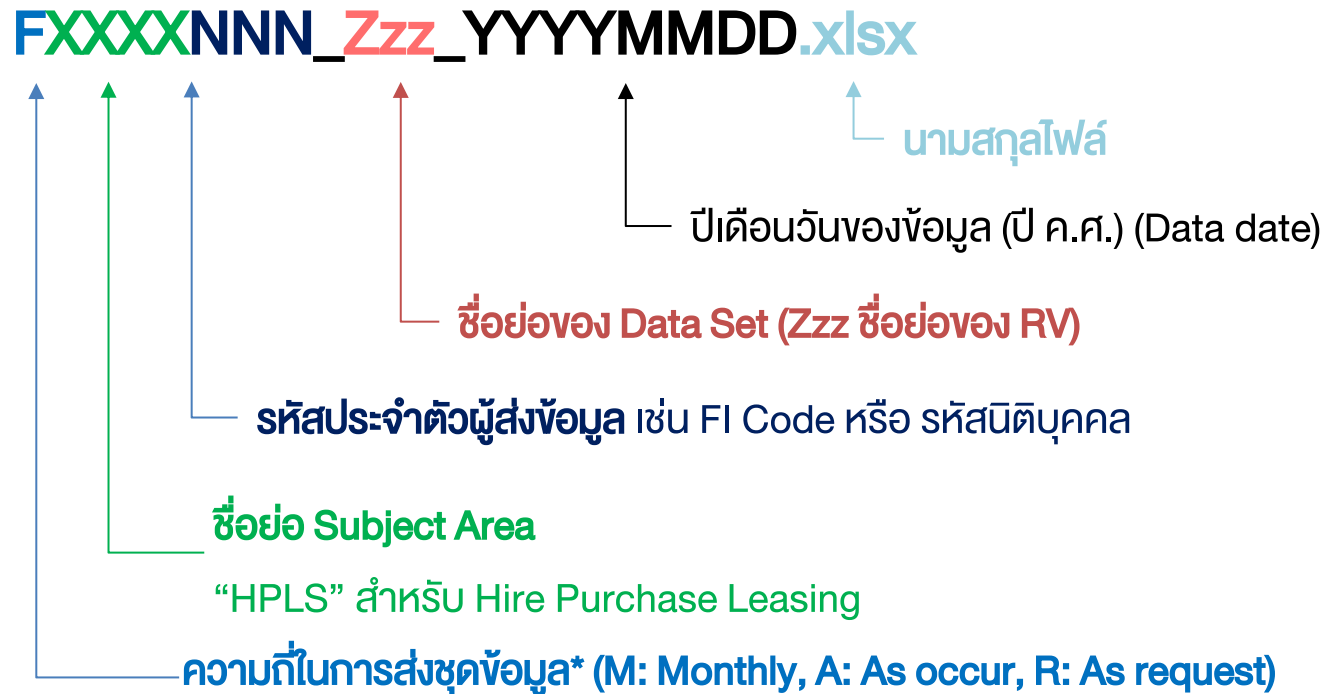 FXXXXNNN_Zzz_YYYYMMDD.xlsx
นามสกุลไฟล์
ปีเดือนวันของข้อมูล (ปี ค.ศ.) (Data date)
ชื่อย่อของ Data Set (Zzz ชื่อย่อของ RV)
รหัสประจำตัวผู้ส่งข้อมูล เช่น FI Code หรือ รหัสนิติบุคคล
ชื่อย่อ Subject Area
“HPLS” สำหรับ Hire Purchase Leasing
ความถี่ในการส่งชุดข้อมูล* (M: Monthly, A: As occur, R: As request)